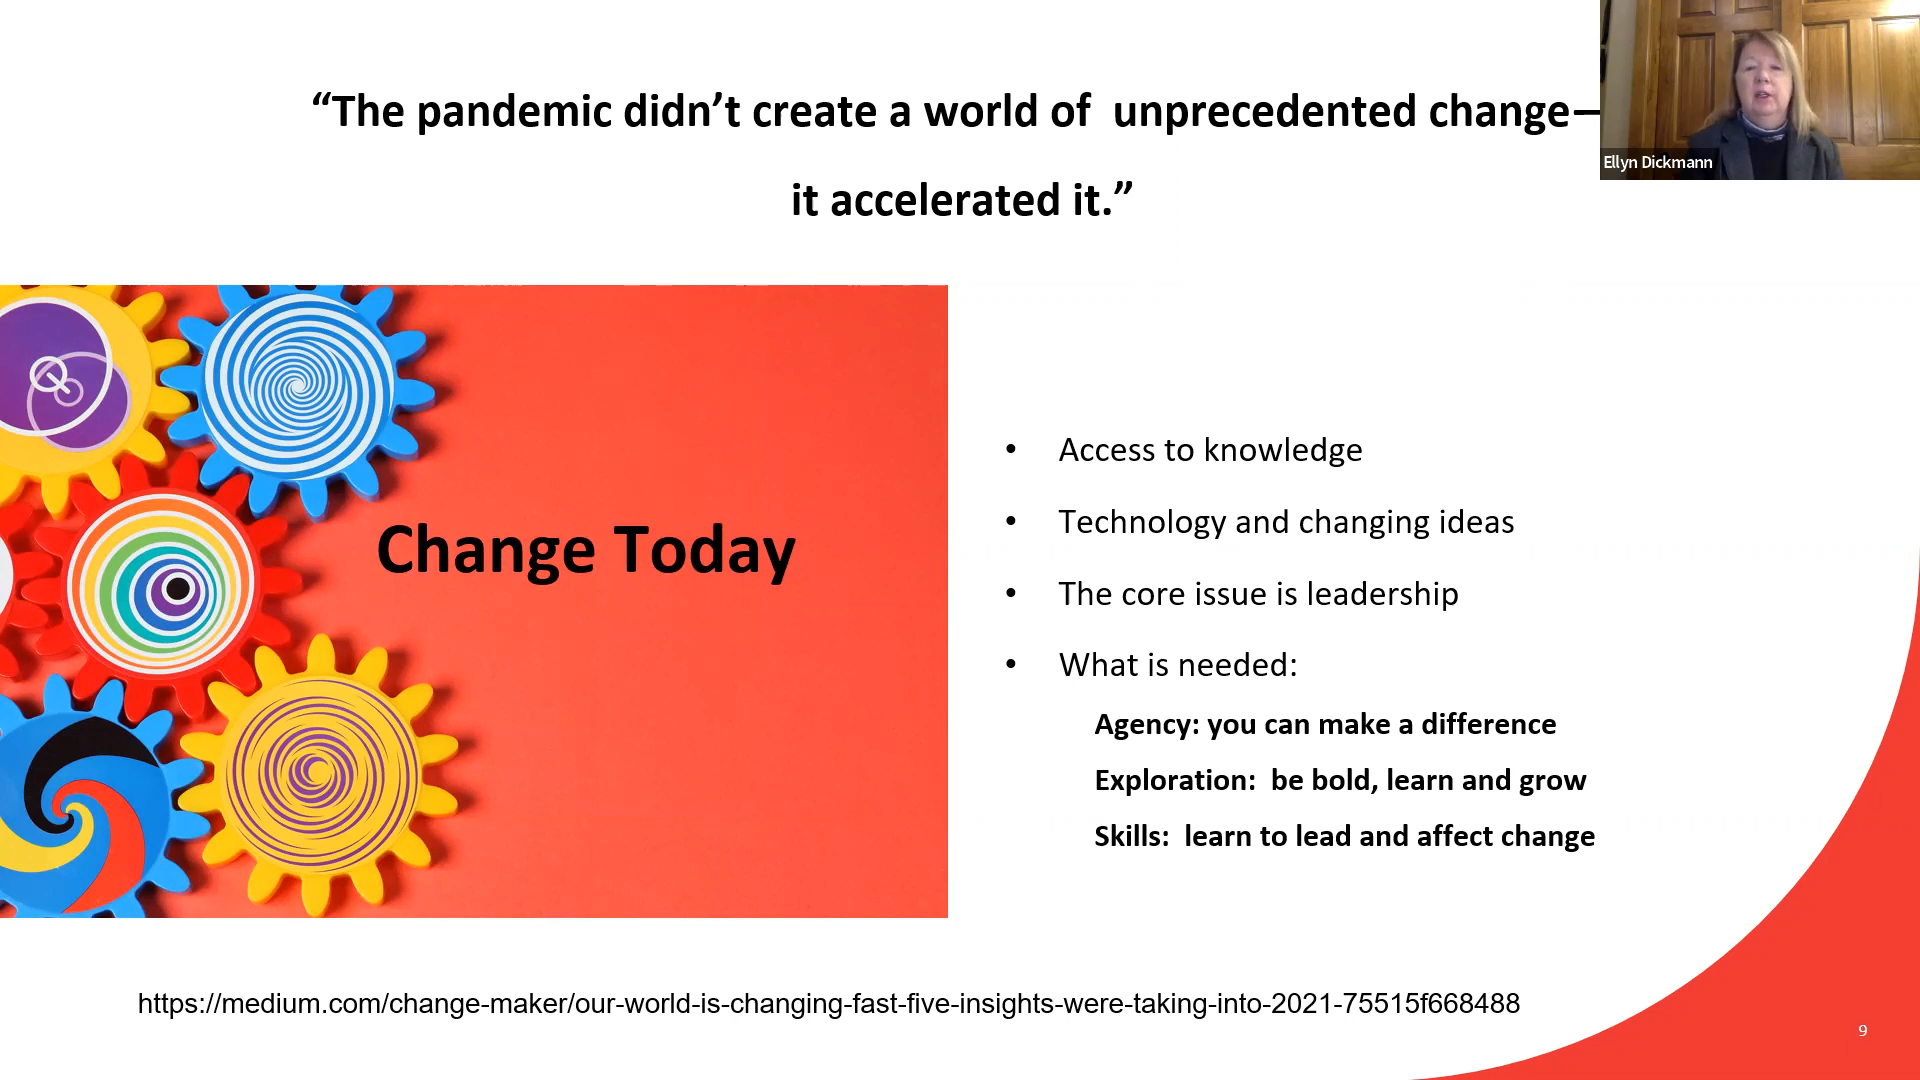 “The pandemic didn’t create a world of  unprecedented change—
it accelerated it.”
Ellyn Dickmann
Change Today
• Access to knowledge
• Technology and changing ideas
• The core issue is leadership
• What is needed:
Agency: you can make a difference
Exploration:  be bold, learn and grow
Skills:  learn to lead and affect change
https://medium.com/change-maker/our-world-is-changing-fast-five-insights-were-taking-into-2021-75515f668488
9